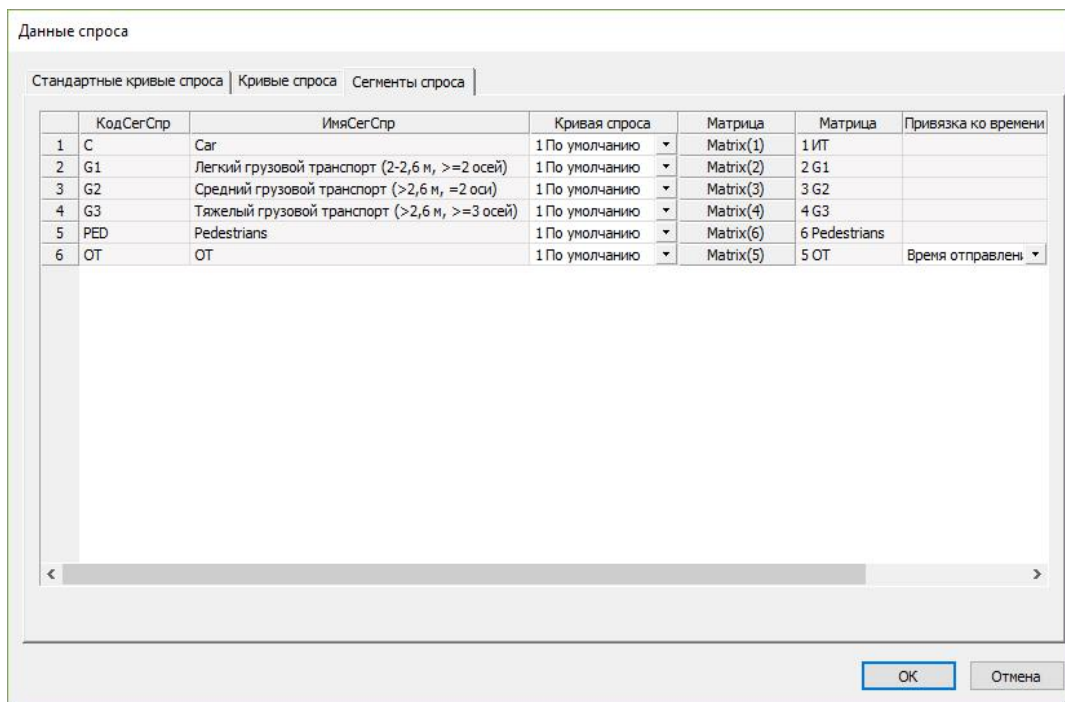 Данные спроса
Стандартные кривые спроса Кривые спроса Сегменты спроса
КодСегСпр ИмяСегСпр Кривая спроса Матрица Матрица Привязка ко времени
1 C Car 1 По умолчанию Matrix(1) 1 ИТ
2 G1 Легкий грузовой транспорт (2-2,6 м, >=2 осей) 1 По умолчанию Matrix(2) 2 G1
3 G2 Средний грузовой транспорт (>2,6 м, =2 оси) 1 По умолчанию Matrix(3) 3 G2
4 G3 Тяжелый грузовой транспорт (>2,6 м, >=3 осей) 1 По умолчанию Matrix(4) 4 G3
5 PED Pedestrians 1 По умолчанию Matrix(6) 6 Pedestrians
6 ОТ ОТ 1 По умолчанию Matrix(5) 5 ОТ Время отправлен
ОК Отмена